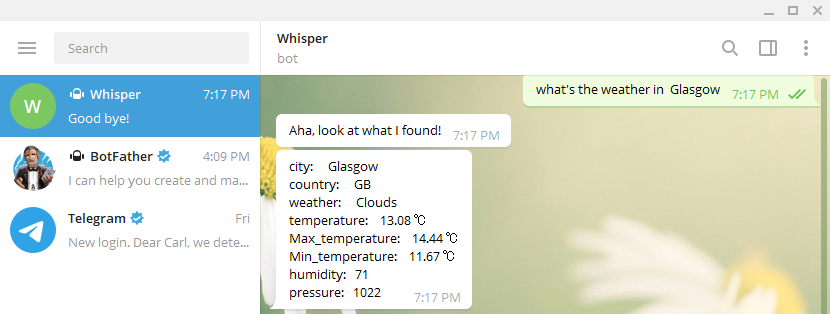 Search
W
Whisper 7:17 PM
Good bye!
BotFather 4:09 PM
I can help you create and ma...
Telegram Fri
New login. Dear Carl, we dete...
Whisper
bot
what's the weather in Glasgow 7:17 PM
Aha, look at what I found! 7:17 PM
city: Glasgow
country: GB
weather: Clouds
temperature: 13.08 ℃
Max_temperature: 14.44 ℃
Min_temperature: 11.67 ℃
humidity: 71
pressure: 1022 7:17 PM